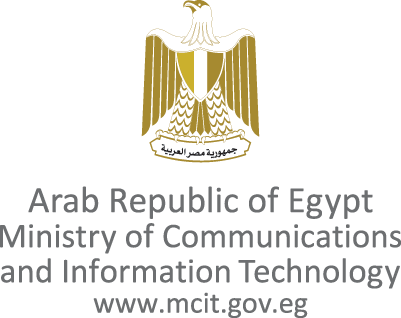 جمهورية مصر العربية
Arab Republic of Egypt
Ministry of Communications
and Information Technology
www.mcit.gov.eg